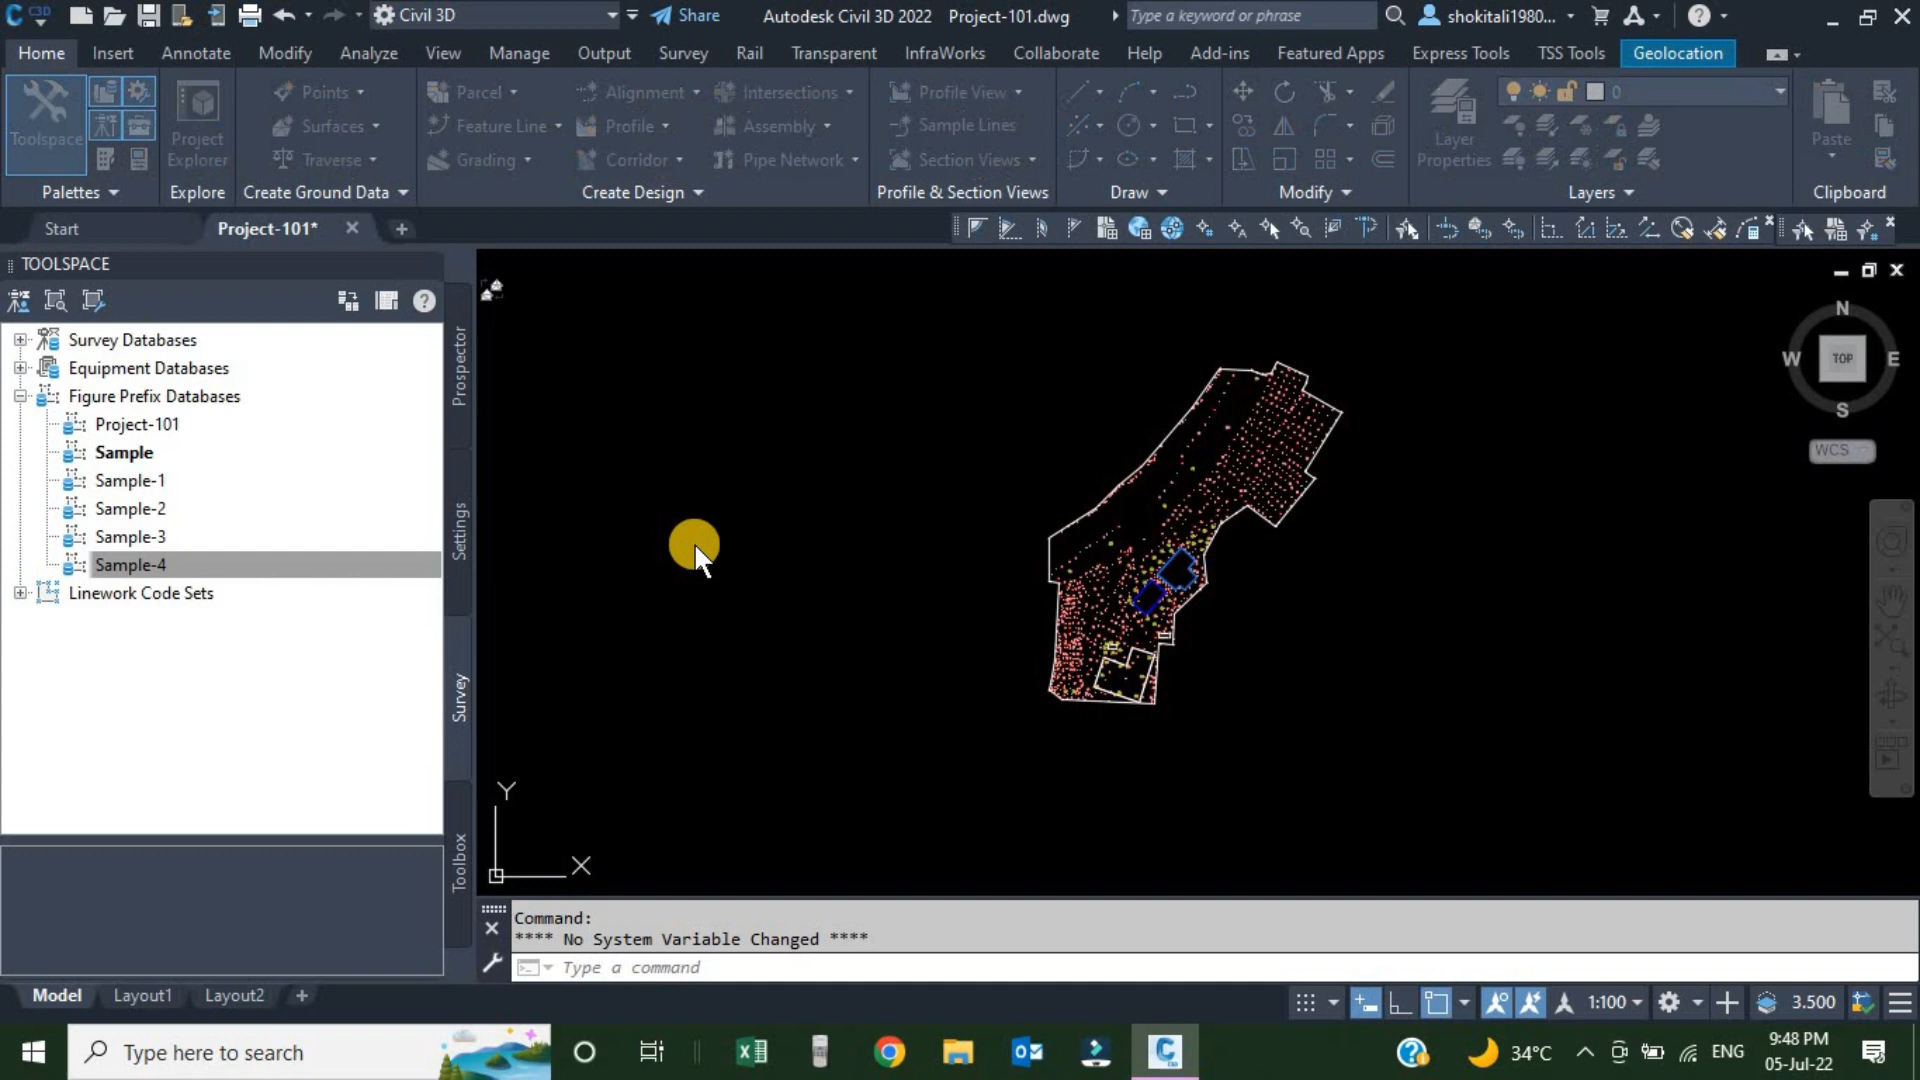 C3D
Civil 3D
Share
Autodesk Civil 3D 2022 Project-101.dwg
Type a keyword or phrase
shokitali1980...
Home Insert Annotate Modify Analyze View Manage Output Survey Rail Transparent InfraWorks Collaborate Help Add-ins Featured Apps Express Tools TSS Tools Geolocation
Toolspace
Project
Explorer
Points
Surfaces
Traverse
Parcel
Feature Line
Grading
Alignment
Profile
Corridor
Intersections
Assembly
Pipe Network
Profile View
Sample Lines
Section Views
Layer
Properties
0
Paste
Palettes Explore Create Ground Data Create Design Profile & Section Views Draw Modify Layers Clipboard
Start Project-101*
TOOLSPACE
Survey Databases
Equipment Databases
Figure Prefix Databases
Project-101
Sample
Sample-1
Sample-2
Sample-3
Sample-4
Linework Code Sets
Prospector
Settings
Survey
Toolbox
N
W TOP E
S
WCS
Y
X
Command:
**** No System Variable Changed ****
Type a command
Model Layout1 Layout2
1:100 3.500
Type here to search
34°C ENG
9:48 PM
05-Jul-22